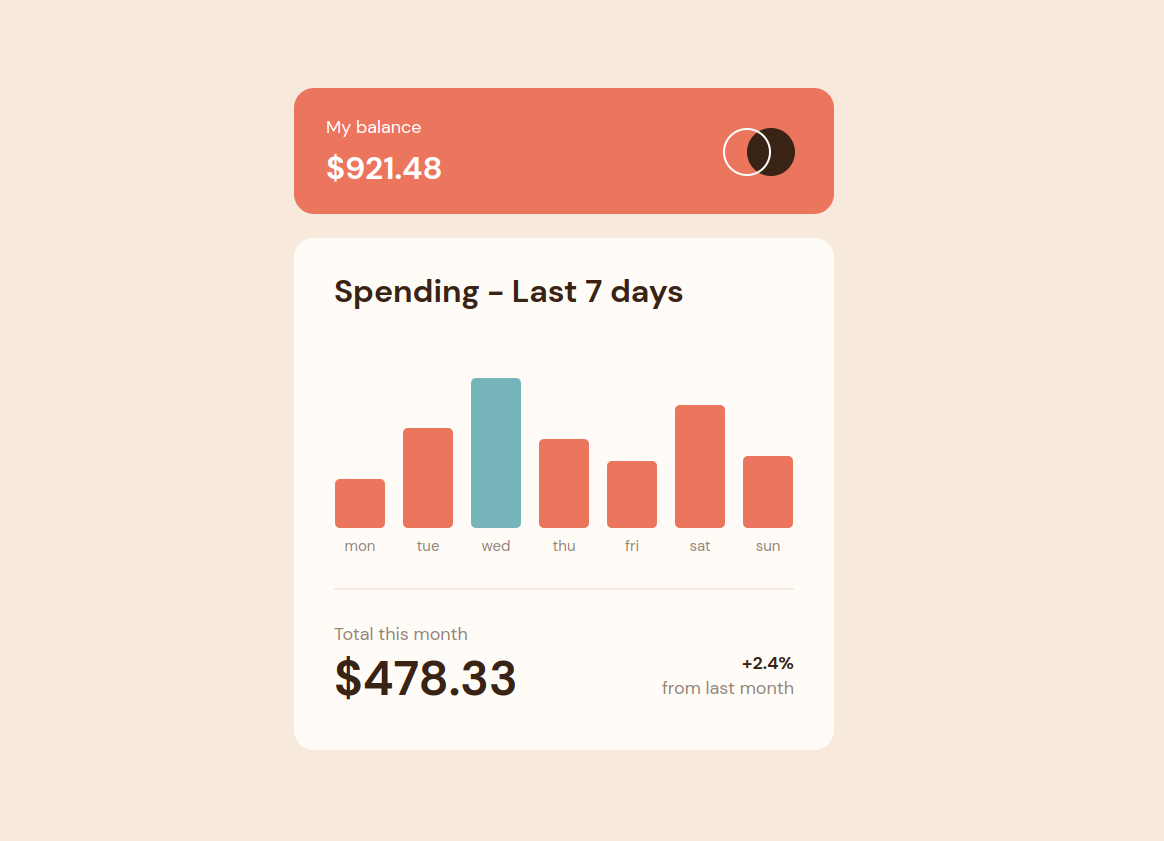 My balance
$921.48
Spending - Last 7 days
mon tue wed thu fri sat sun
Total this month
$478.33
+2.4%
from last month